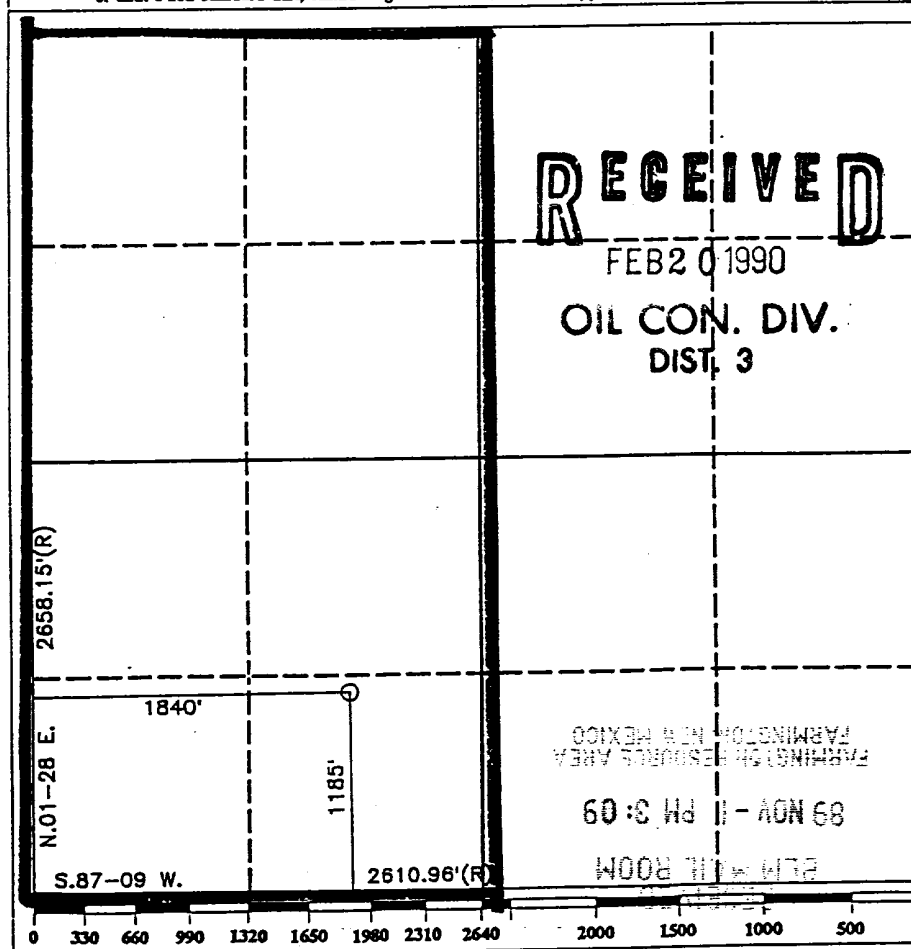 RECEIVED
FEB 20 1990
OIL CON. DIV.
DIST. 3
2658.15'(R)
1840'
1185'
N.01-28 E.
FARMINGTON NEW MEXICO
FARMINGTON RESOURCE AREA
89 NOV - 1 PM 3:09
BLM MAIL ROOM
S.87-09 W.
2610.96'(R)
0 330 660 990 1320 1650 1980 2310 2640 2000 1500 1000 500